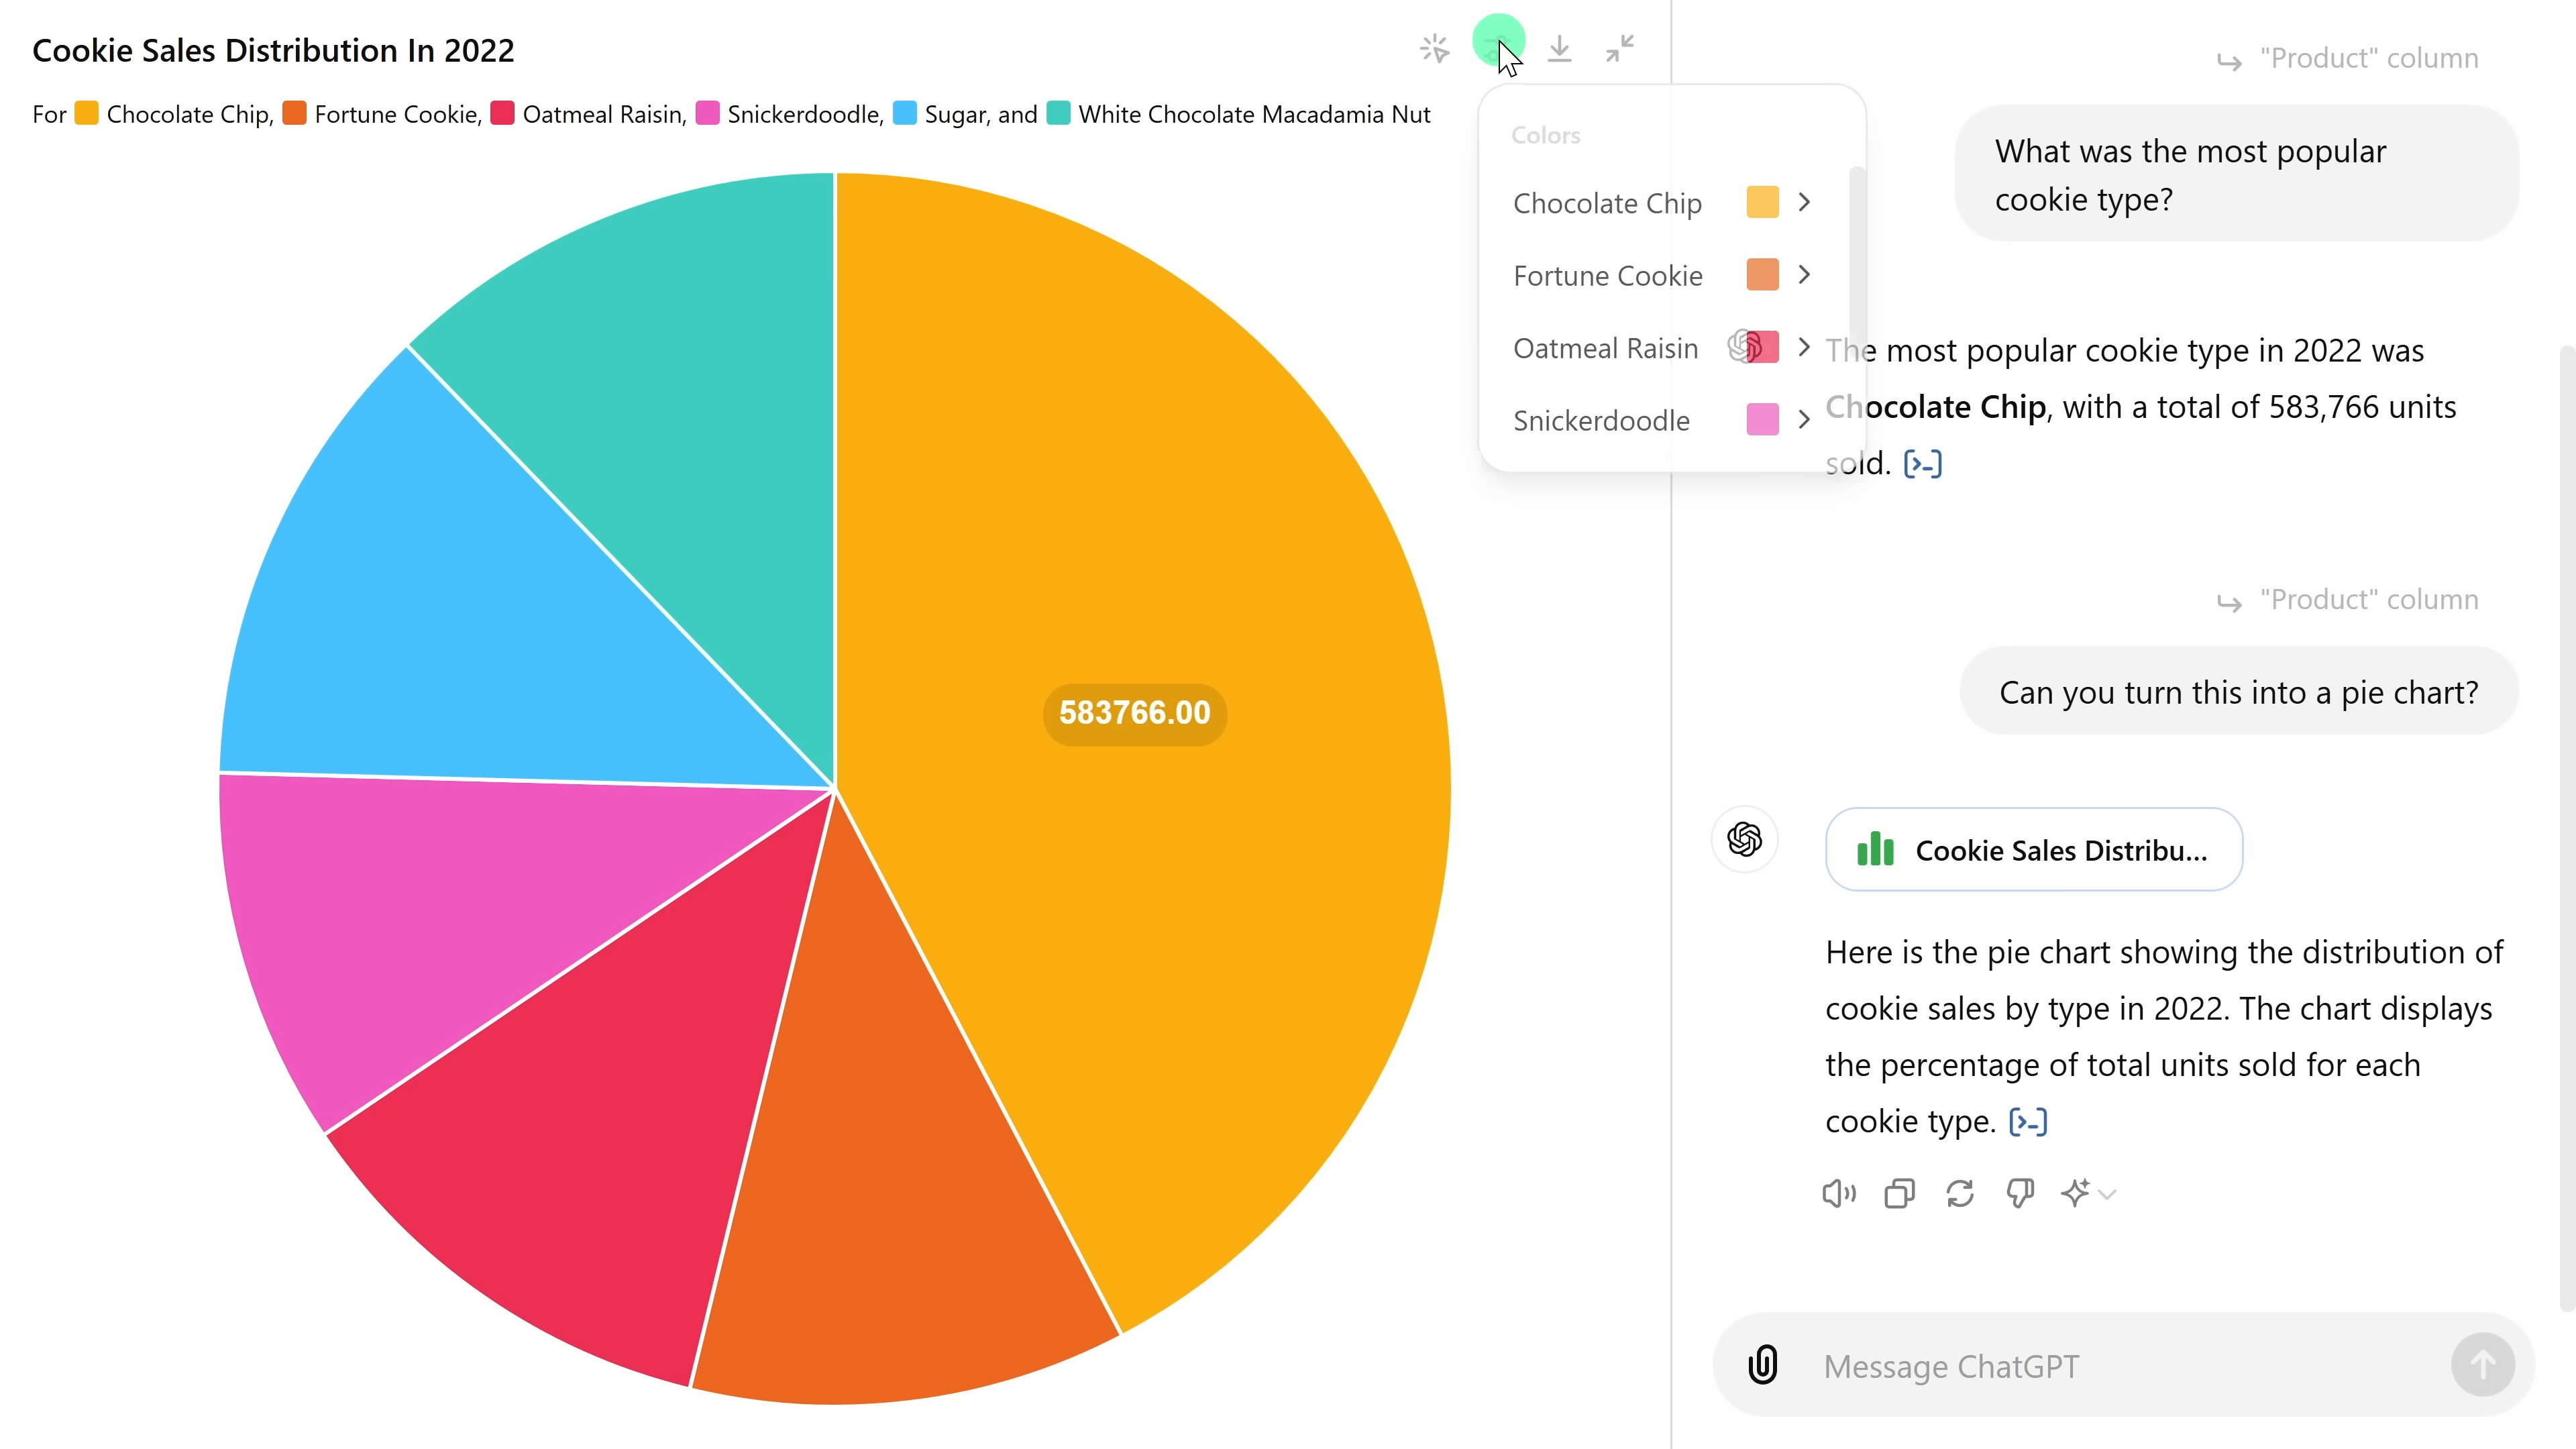 Cookie Sales Distribution In 2022
For Chocolate Chip, Fortune Cookie, Oatmeal Raisin, Snickerdoodle, Sugar, and White Chocolate Macadamia Nut
583766.00
Colors
Chocolate Chip
Fortune Cookie
Oatmeal Raisin
Snickerdoodle
"Product" column
What was the most popular
cookie type?
The most popular cookie type in 2022 was
Chocolate Chip, with a total of 583,766 units
sold.
"Product" column
Can you turn this into a pie chart?
Cookie Sales Distribu...
Here is the pie chart showing the distribution of
cookie sales by type in 2022. The chart displays
the percentage of total units sold for each
cookie type.
Message ChatGPT